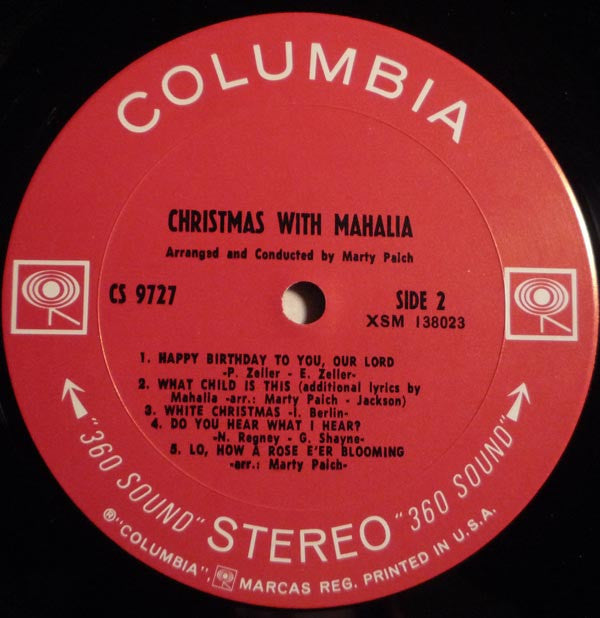 COLUMBIA
CHRISTMAS WITH MAHALIA
Arranged and Conducted by Marty Paich
CS 9727
SIDE 2
XSM 138023
1. HAPPY BIRTHDAY TO YOU, OUR LORD
-P. Zeller - E. Zeller-
2. WHAT CHILD IS THIS (additional lyrics by
Mahalia -arr.: Marty Paich - Jackson)
3. WHITE CHRISTMAS -I. Berlin-
4. DO YOU HEAR WHAT I HEAR?
-N. Regney - G. Shayne-
5. LO, HOW A ROSE E'ER BLOOMING
-arr.: Marty Paich-
"360 SOUND" STEREO "360 SOUND"
®"COLUMBIA", MARCAS REG. PRINTED IN U.S.A.